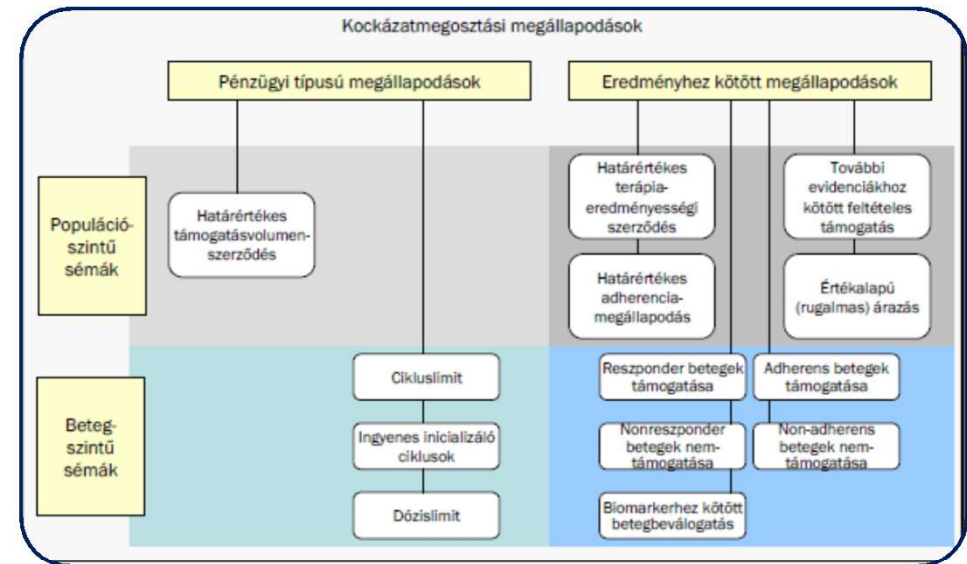 Kockázatmegosztási megállapodások
Pénzügyi típusú megállapodások
Eredményhez kötött megállapodások
Populáció-
szintű
sémák
Határértékes
támogatásvolumen-
szerződés
Határértékes
terápia-
eredményességi
szerződés
További
evidenciákhoz
kötött feltételes
támogatás
Határértékes
adherencia-
megállapodás
Értékalapú
(rugalmas) árazás
Beteg-
szintű
sémák
Cikluslimit
Ingyenes inicializáló
ciklusok
Dózislimit
Reszponder betegek
támogatása
Adherens betegek
támogatása
Nonreszponder
betegek nem-
támogatása
Non-adherens
betegek nem-
támogatása
Biomarkerhez kötött
betegbeválogatás